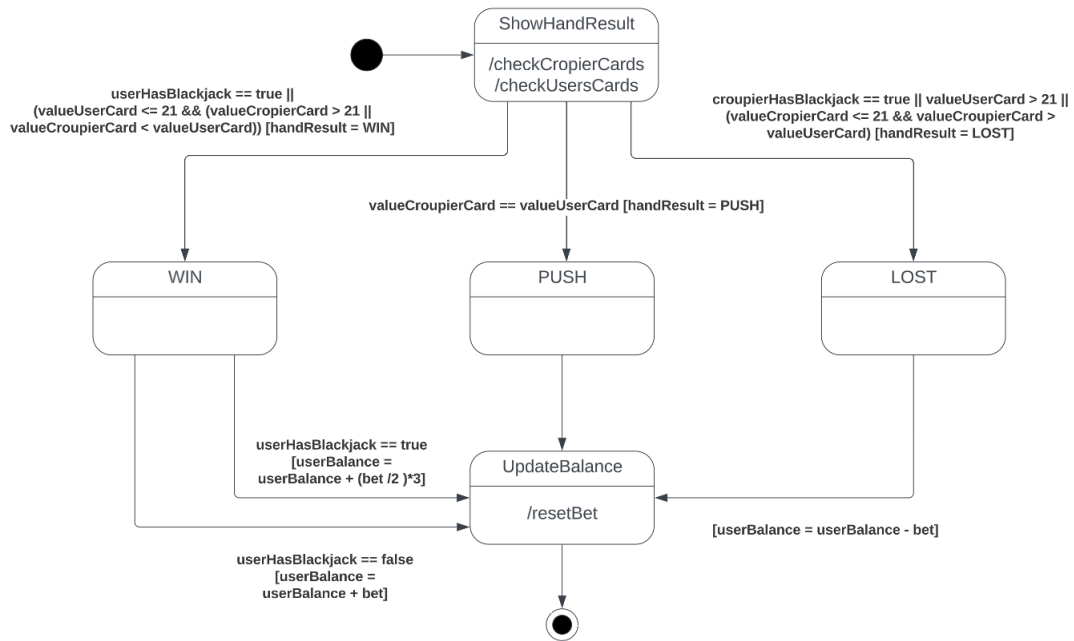 ShowHandResult
/checkCropierCards
/checkUsersCards
userHasBlackjack == true ||
(valueUserCard <= 21 && (valueCropierCard > 21 ||
valueCroupierCard < valueUserCard)) [handResult = WIN]
croupierHasBlackjack == true || valueUserCard > 21 ||
(valueCropierCard <= 21 && valueCroupierCard >
valueUserCard) [handResult = LOST]
valueCroupierCard == valueUserCard [handResult = PUSH]
WIN
PUSH
LOST
userHasBlackjack == true
[userBalance =
userBalance + (bet /2 )*3]
UpdateBalance
/resetBet
[userBalance = userBalance - bet]
userHasBlackjack == false
[userBalance =
userBalance + bet]